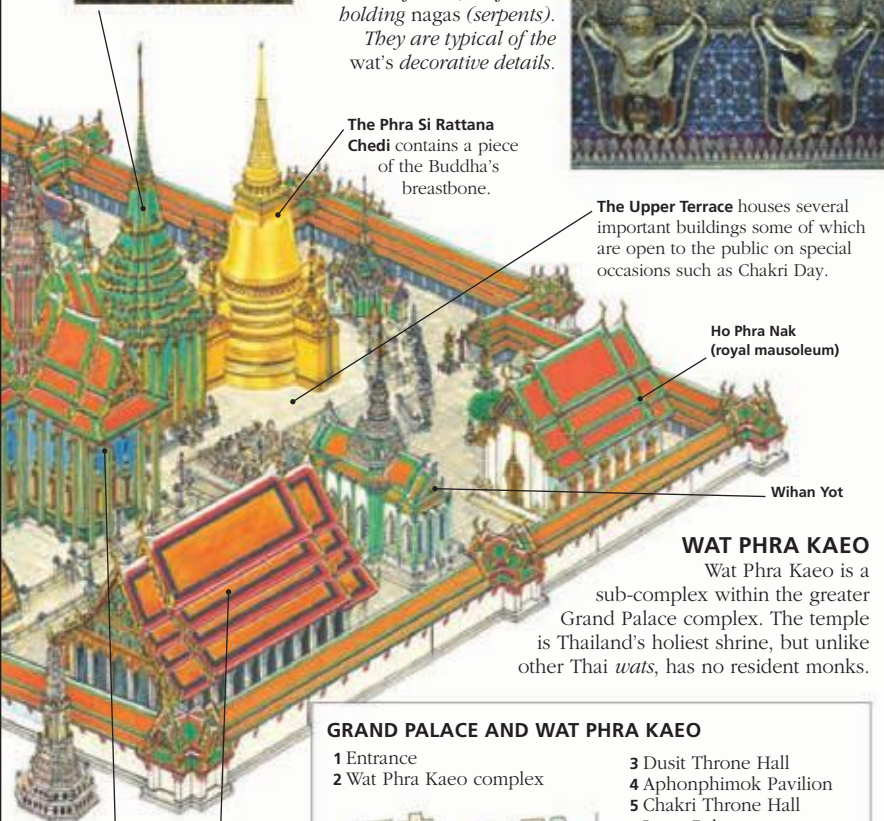 holding nagas (serpents).
They are typical of the
wat's decorative details.
The Phra Si Rattana
Chedi contains a piece
of the Buddha's
breastbone.
The Upper Terrace houses several
important buildings some of which
are open to the public on special
occasions such as Chakri Day.
Ho Phra Nak
(royal mausoleum)
Wihan Yot
WAT PHRA KAEO
Wat Phra Kaeo is a
sub-complex within the greater
Grand Palace complex. The temple
is Thailand's holiest shrine, but unlike
other Thai wats, has no resident monks.
GRAND PALACE AND WAT PHRA KAEO
1 Entrance
2 Wat Phra Kaeo complex
3 Dusit Throne Hall
4 Aphonphimok Pavilion
5 Chakri Throne Hall